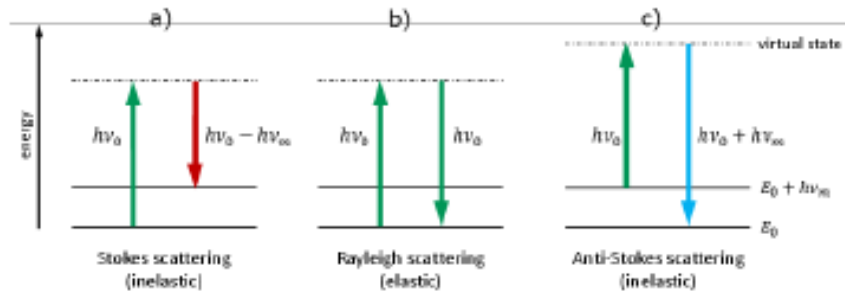 a) b) c)
virtual state
energy
hν₀ hν₀ − hνₘ hν₀ hν₀ hν₀ hν₀ + hνₘ
E₀ + hνₘ
E₀
Stokes scattering Rayleigh scattering Anti-Stokes scattering
(inelastic) (elastic) (inelastic)